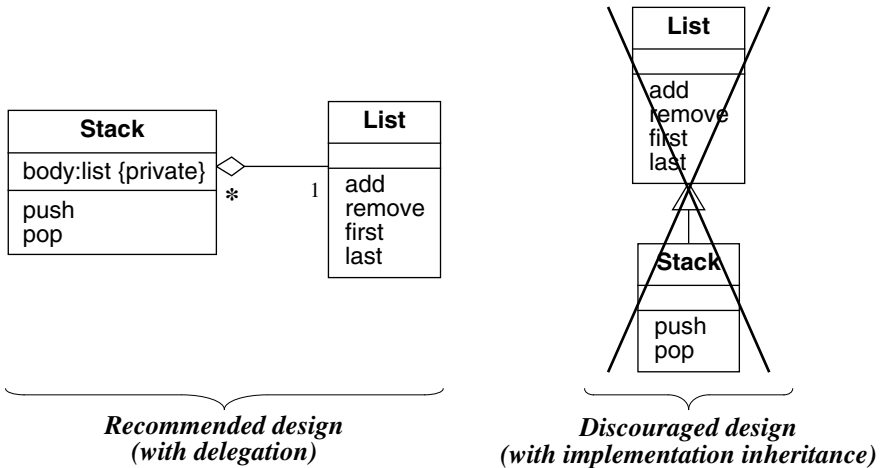 Stack
body:list {private}
push
pop
*
1
List
add
remove
first
last
Recommended design
(with delegation)
List
add
remove
first
last
Stack
push
pop
Discouraged design
(with implementation inheritance)